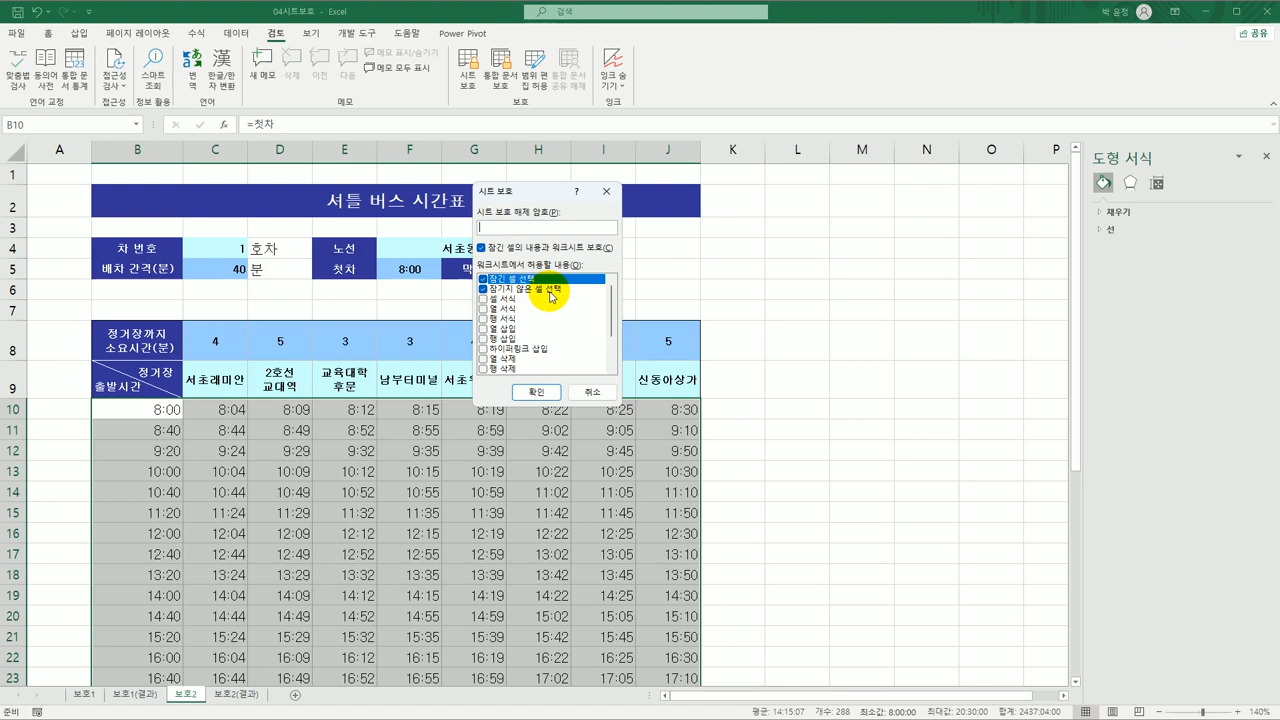 04시트보호 - Excel
검색
박 윤정
파일 홈 삽입 페이지 레이아웃 수식 데이터 검토 보기 개발 도구 도움말 Power Pivot
공유
맞춤법 검사
동의어 사전
통합 문서 통계
접근성 검사
스마트 조회
번역
한글/한자 변환
새 메모
삭제
이전
다음
메모 표시/숨기기
메모 모두 표시
시트 보호
통합 문서 보호
범위 편집 허용
통합 문서 공유 해제
잉크 숨기기
언어 교정 접근성 정보 활용 언어 메모 보호 잉크
B10 fx =첫차
A B C D E F G H I J K L M N O P
1
2 셔틀 버스 시간표
3
4 차 번호 1 호차 노선 서초동
5 배차 간격(분) 40 분 첫차 8:00
6
7
8 정거장까지 소요시간(분) 4 5 3 3 5
9 정거장 출발시간 서초래미안 2호선 교대역 교육대학 후문 남부터미널 신동아상가
10 8:00 8:04 8:09 8:12 8:15 8:19 8:22 8:25 8:30
11 8:40 8:44 8:49 8:52 8:55 8:59 9:02 9:05 9:10
12 9:20 9:24 9:29 9:32 9:35 9:39 9:42 9:45 9:50
13 10:00 10:04 10:09 10:12 10:15 10:19 10:22 10:25 10:30
14 10:40 10:44 10:49 10:52 10:55 10:59 11:02 11:05 11:10
15 11:20 11:24 11:29 11:32 11:35 11:39 11:42 11:45 11:50
16 12:00 12:04 12:09 12:12 12:15 12:19 12:22 12:25 12:30
17 12:40 12:44 12:49 12:52 12:55 12:59 13:02 13:05 13:10
18 13:20 13:24 13:29 13:32 13:35 13:39 13:42 13:45 13:50
19 14:00 14:04 14:09 14:12 14:15 14:19 14:22 14:25 14:30
20 14:40 14:44 14:49 14:52 14:55 14:59 15:02 15:05 15:10
21 15:20 15:24 15:29 15:32 15:35 15:39 15:42 15:45 15:50
22 16:00 16:04 16:09 16:12 16:15 16:19 16:22 16:25 16:30
23 16:40 16:44 16:49 16:52 16:55 16:59 17:02 17:05 17:10
시트 보호 ?
시트 보호 해제 암호(P):
잠긴 셀의 내용과 워크시트 보호(C)
워크시트에서 허용할 내용(O):
잠긴 셀 선택
잠기지 않은 셀 선택
셀 서식
열 서식
행 서식
열 삽입
행 삽입
하이퍼링크 삽입
열 삭제
행 삭제
확인 취소
도형 서식
채우기
선
보호1 보호1(결과) 보호2 보호2(결과)
준비
평균: 14:15:07 개수: 288 최소값: 8:00:00 최대값: 20:30:00 합계: 2437:04:00
140%